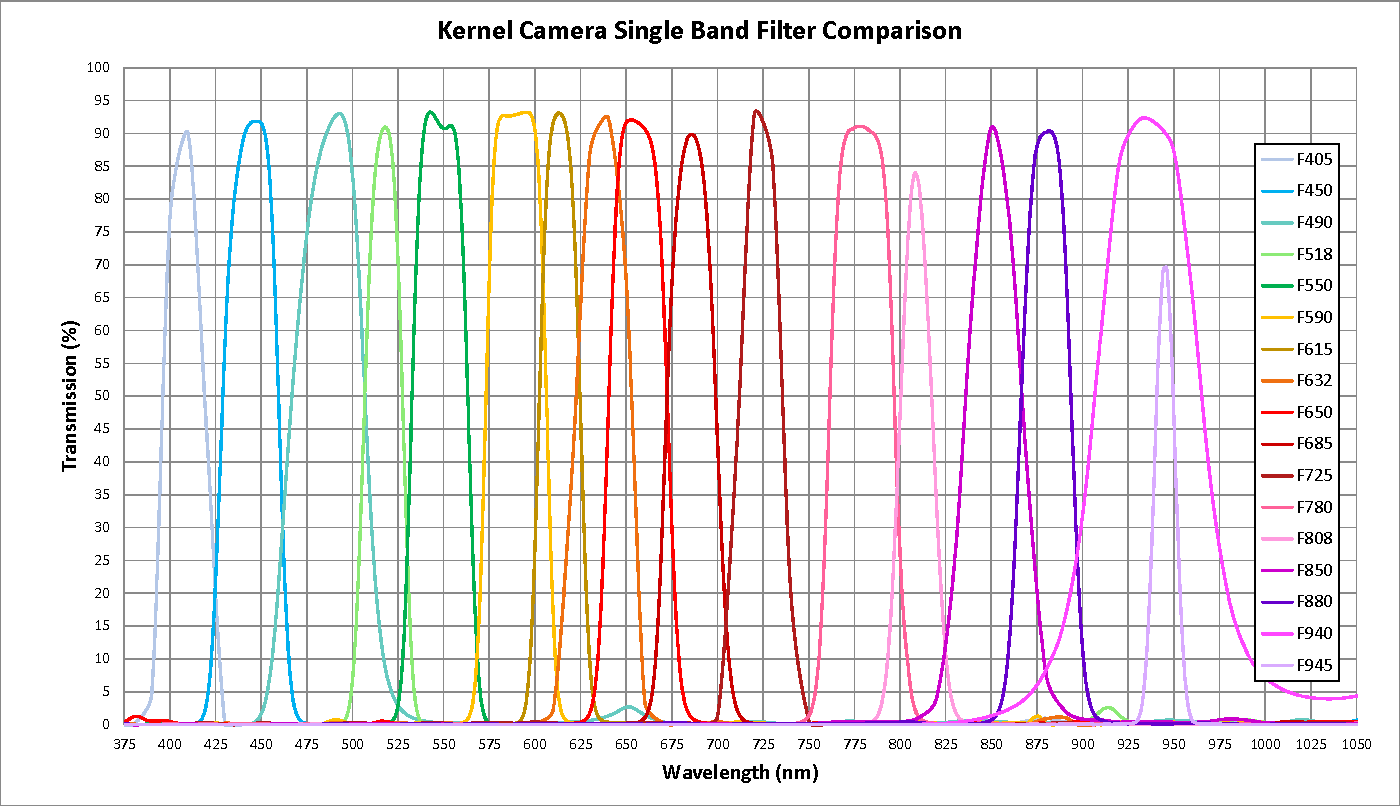 Kernel Camera Single Band Filter Comparison
100
95
90
85
80
75
70
65
60
55
50
45
40
35
30
25
20
15
10
5
0
Transmission (%)
375 400 425 450 475 500 525 550 575 600 625 650 675 700 725 750 775 800 825 850 875 900 925 950 975 1000 1025 1050
Wavelength (nm)
F405
F450
F490
F518
F550
F590
F615
F632
F650
F685
F725
F780
F808
F850
F880
F940
F945